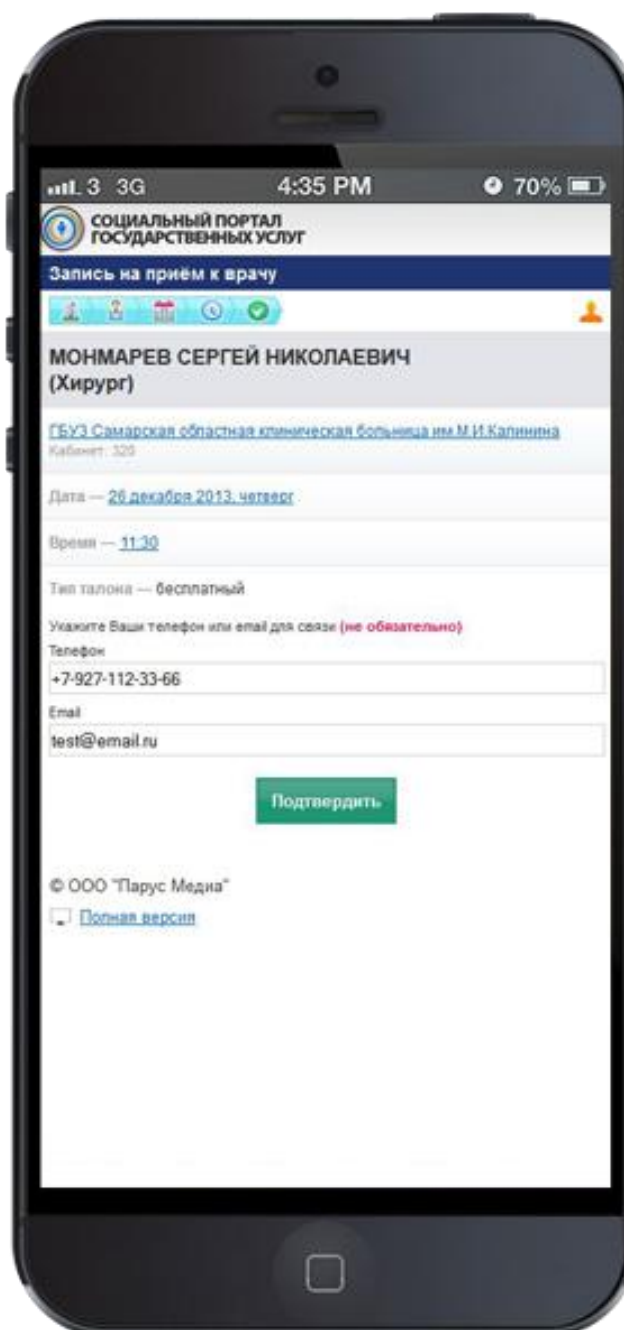 3 3G 4:35 PM 70%
СОЦИАЛЬНЫЙ ПОРТАЛ
ГОСУДАРСТВЕННЫХ УСЛУГ
Запись на приём к врачу
МОНМАРЕВ СЕРГЕЙ НИКОЛАЕВИЧ
(Хирург)
ГБУЗ Самарская областная клиническая больница им.М.И.Калинина
Кабинет: 320
Дата — 26 декабря 2013, четверг
Время — 11:30
Тип талона — бесплатный
Укажите Ваши телефон или email для связи (не обязательно)
Телефон
+7-927-112-33-66
Email
test@email.ru
Подтвердить
© ООО "Парус Медиа"
Полная версия